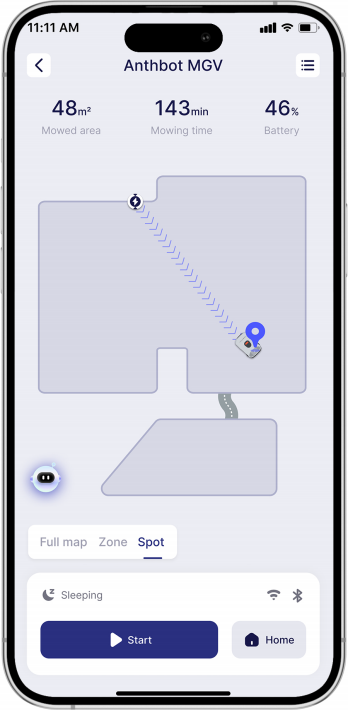 11:11 AM
Anthbot MGV
48m² 143min 46%
Mowed area Mowing time Battery
Full map Zone Spot
Sleeping
Start Home